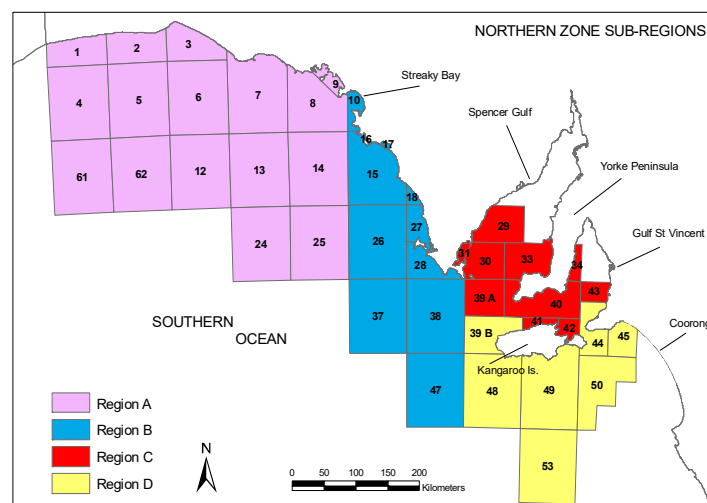 NORTHERN ZONE SUB-REGIONS
1
2
3
4
5
6
7
8
9
10
Streaky Bay
Spencer Gulf
Yorke Peninsula
Gulf St Vincent
16
17
61
62
12
13
14
15
18
24
25
26
27
28
29
30
31
33
34
37
38
39 A
39 B
40
41
42
43
44
45
47
48
49
50
53
SOUTHERN
OCEAN
Kangaroo Is.
Coorong
Region A
Region B
Region C
Region D
N
0 50 100 150 200
Kilometers